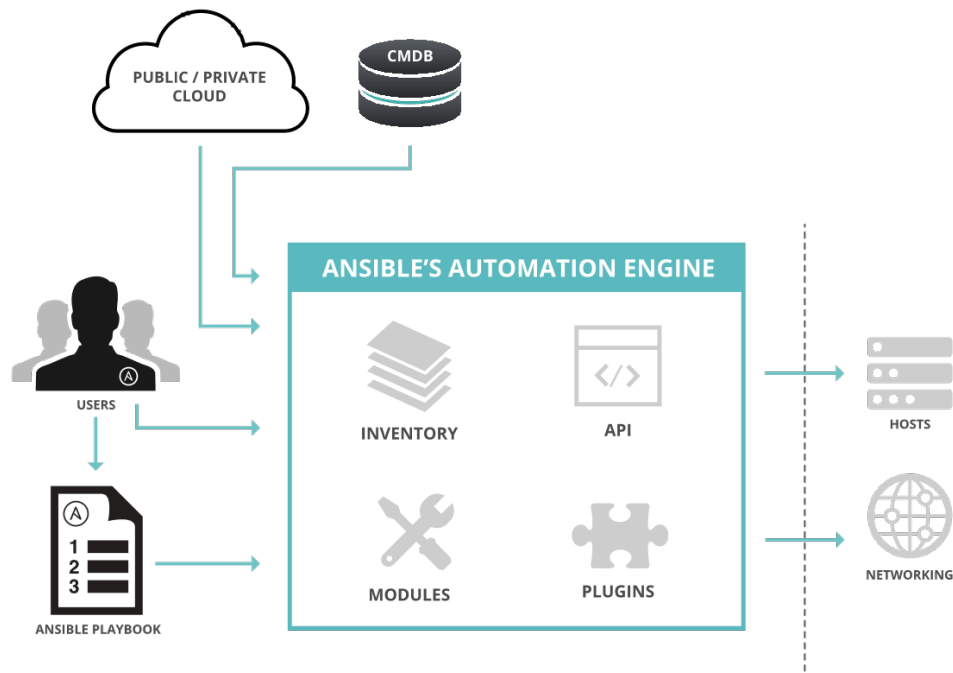 PUBLIC / PRIVATE
CLOUD
CMDB
ANSIBLE'S AUTOMATION ENGINE
USERS
INVENTORY
API
HOSTS
A
1
2
3
MODULES
PLUGINS
NETWORKING
ANSIBLE PLAYBOOK